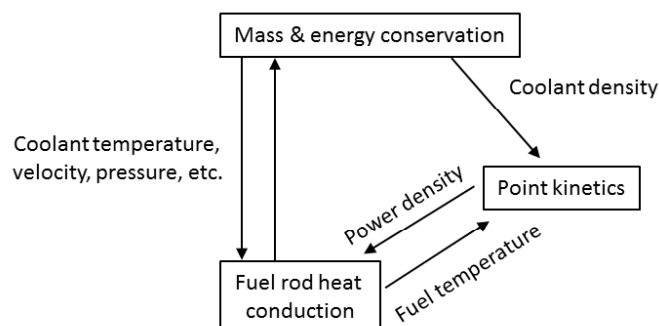 Mass & energy conservation
Coolant density
Coolant temperature,
velocity, pressure, etc.
Power density
Point kinetics
Fuel temperature
Fuel rod heat
conduction